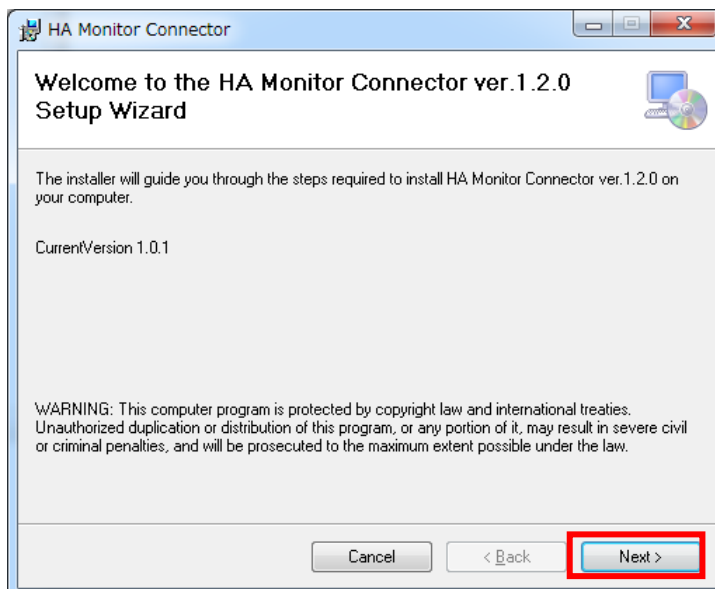 HA Monitor Connector
Welcome to the HA Monitor Connector ver.1.2.0
Setup Wizard
The installer will guide you through the steps required to install HA Monitor Connector ver.1.2.0 on
your computer.
CurrentVersion 1.0.1
WARNING: This computer program is protected by copyright law and international treaties.
Unauthorized duplication or distribution of this program, or any portion of it, may result in severe civil
or criminal penalties, and will be prosecuted to the maximum extent possible under the law.
Cancel
< Back
Next >